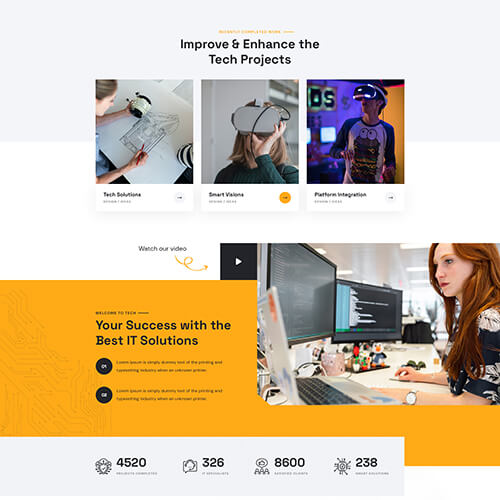 RECENTLY COMPLETED WORK
Improve & Enhance the
Tech Projects
Tech Solutions
DESIGN / IDEAS
Smart Visions
DESIGN / IDEAS
Platform Integration
DESIGN / IDEAS
Watch our video
WELCOME TO TECH
Your Success with the
Best IT Solutions
01
Lorem Ipsum is simply dummy text of the printing and
typesetting industry when an unknown printer.
02
Lorem Ipsum is simply dummy text of the printing and
typesetting industry when an unknown printer.
4520
PROJECTS COMPLETED
326
IT SPECIALISTS
8600
SATISFIED CLIENTS
238
SMART SOLUTIONS